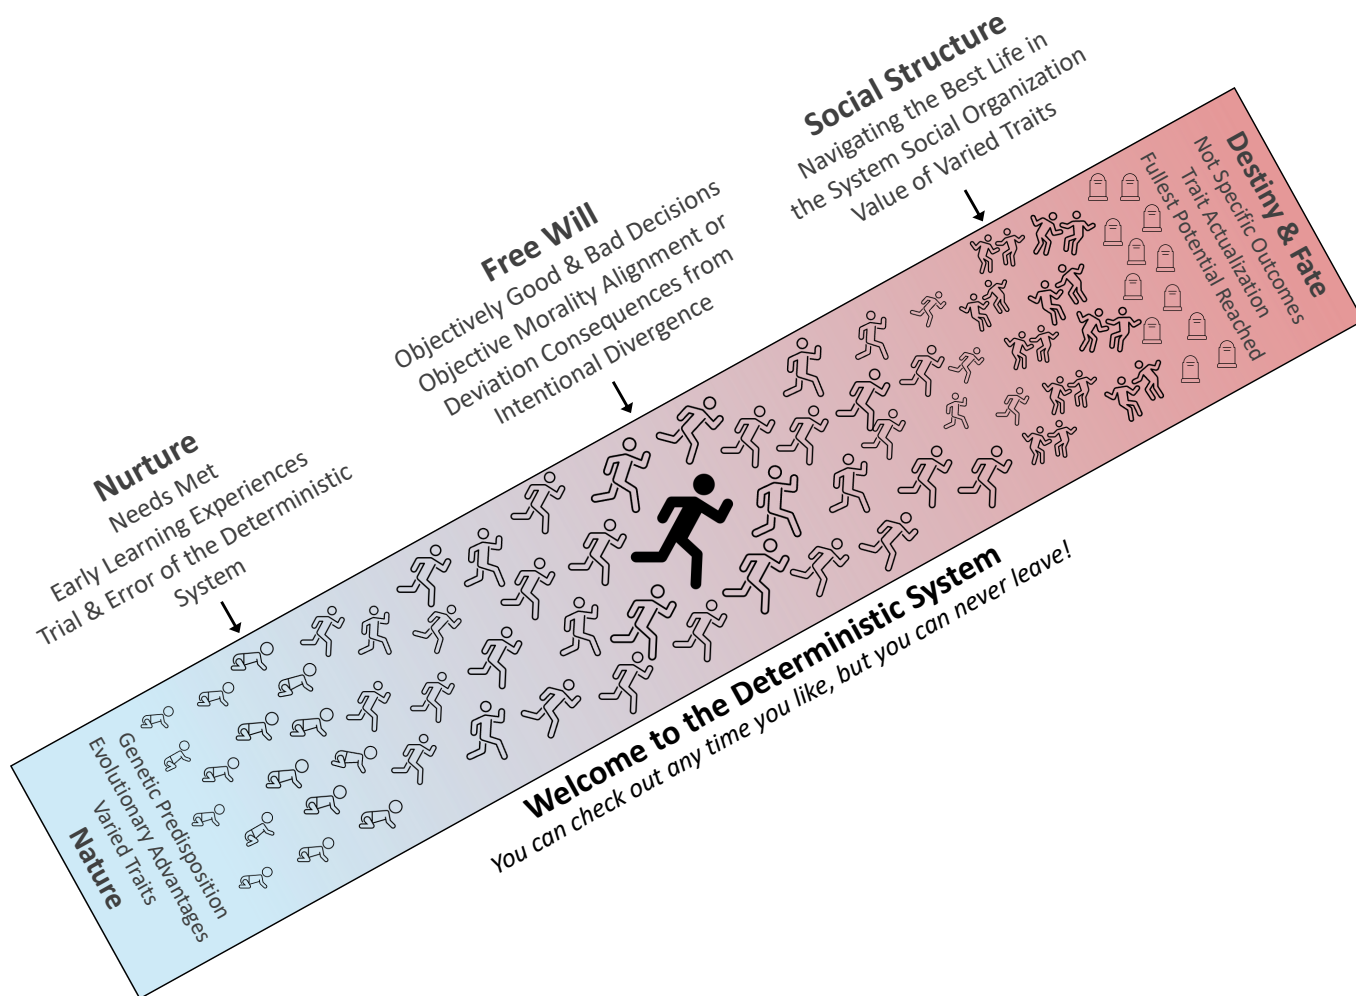 Social Structure
Navigating the Best Life in
the System Social Organization
Value of Varied Traits
Destiny & Fate
Not Specific Outcomes
Trait Actualization
Fullest Potential Reached
Free Will
Objectively Good & Bad Decisions
Objective Morality Alignment or
Deviation Consequences from
Intentional Divergence
Nurture
Needs Met
Early Learning Experiences
Trial & Error of the Deterministic
System
Genetic Predisposition
Evolutionary Advantages
Varied Traits
Nature
Welcome to the Deterministic System
You can check out any time you like, but you can never leave!